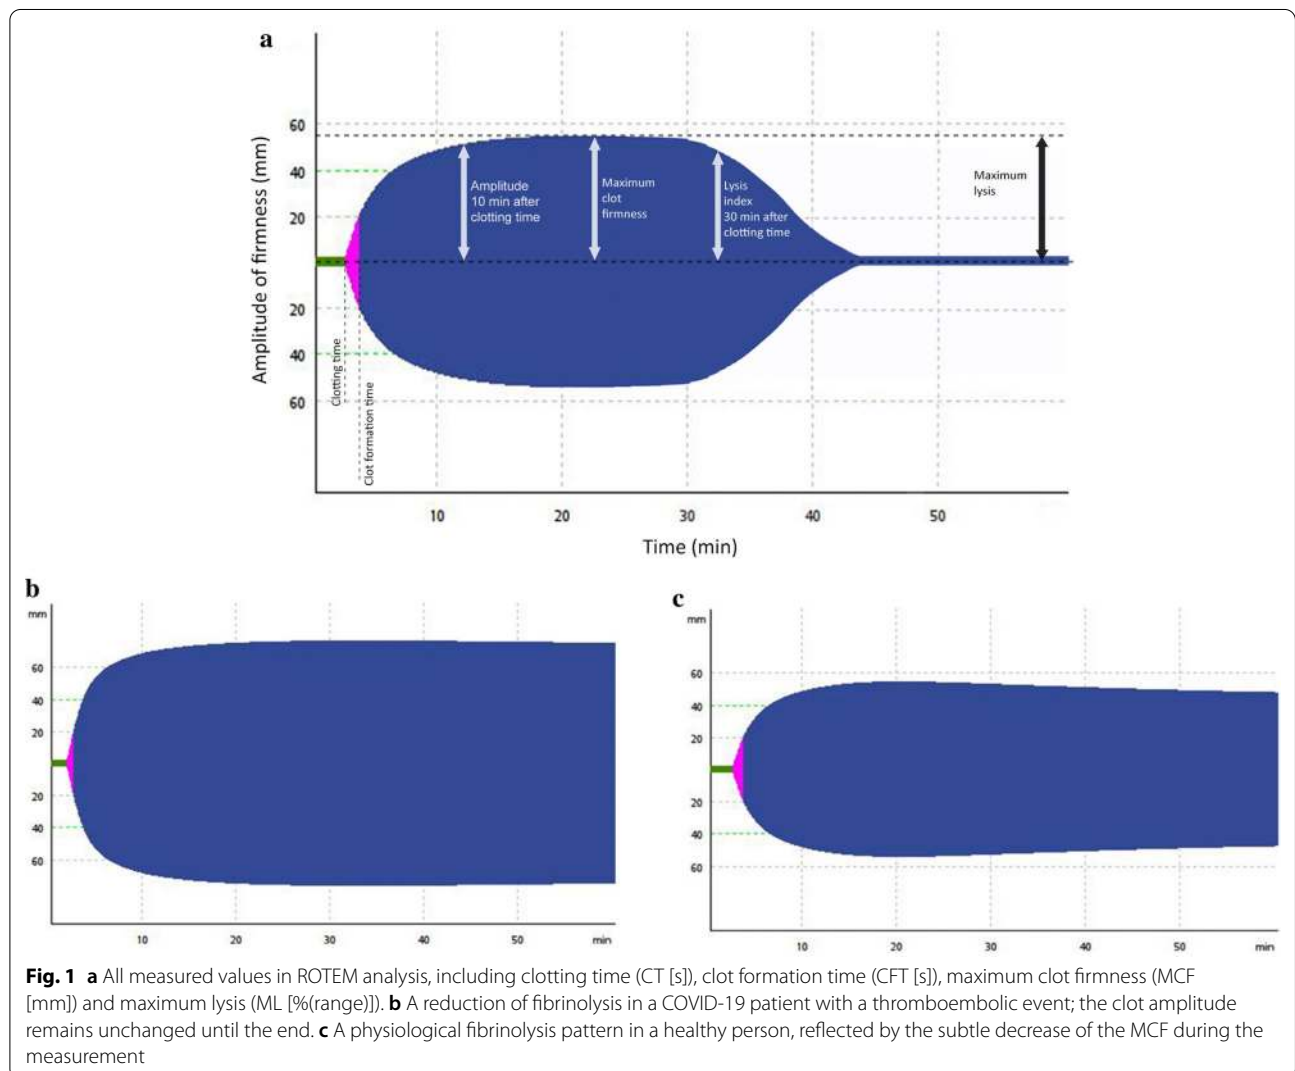 a
60
40
20
20
40
60
Amplitude of firmness (mm)
Amplitude
10 min after
clotting time
Maximum
clot
firmness
Lysis
index
30 min after
clotting time
Maximum
lysis
Clotting time
Clot formation time
10 20 30 40 50
Time (min)
b
mm
60
40
20
20
40
60
10 20 30 40 50 min
c
mm
60
40
20
20
40
60
10 20 30 40 50 min
Fig. 1 a All measured values in ROTEM analysis, including clotting time (CT [s]), clot formation time (CFT [s]), maximum clot firmness (MCF
[mm]) and maximum lysis (ML [%(range)]). b A reduction of fibrinolysis in a COVID-19 patient with a thromboembolic event; the clot amplitude
remains unchanged until the end. c A physiological fibrinolysis pattern in a healthy person, reflected by the subtle decrease of the MCF during the
measurement